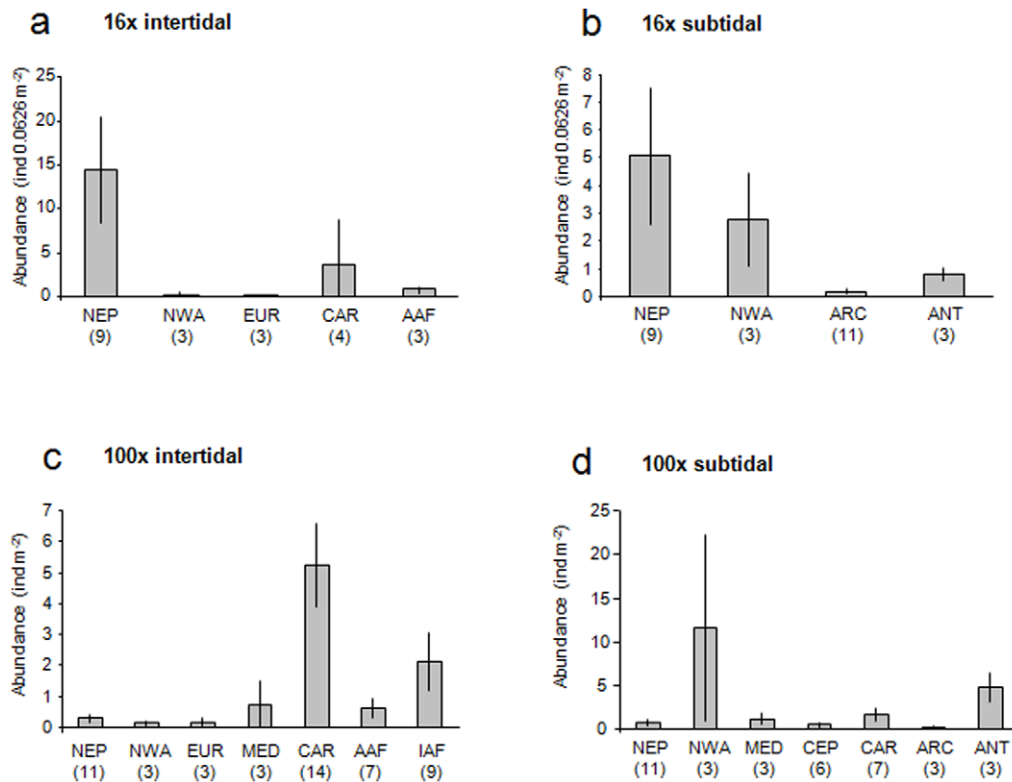 a 16x intertidal
Abundance (ind 0.0626 m-2)
25
20
15
10
5
0
NEP NWA EUR CAR AAF
(9) (3) (3) (4) (3)
b 16x subtidal
Abundance (ind 0.0626 m-2)
8
7
6
5
4
3
2
1
0
NEP NWA ARC ANT
(9) (3) (11) (3)
c 100x intertidal
Abundance (ind m-2)
7
6
5
4
3
2
1
0
NEP NWA EUR MED CAR AAF IAF
(11) (3) (3) (3) (14) (7) (9)
d 100x subtidal
Abundance (ind m-2)
25
20
15
10
5
0
NEP NWA MED CEP CAR ARC ANT
(11) (3) (3) (6) (7) (3) (3)